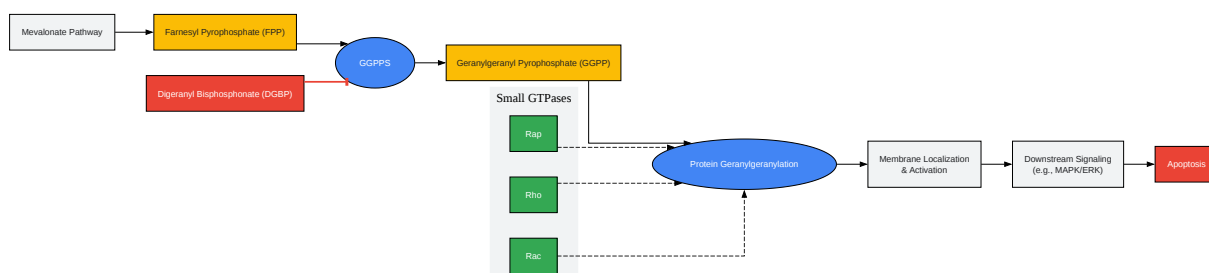 Mevalonate Pathway
Farnesyl Pyrophosphate (FPP)
GGPPS
Geranylgeranyl Pyrophosphate (GGPP)
Digeranyl Bisphosphonate (DGBP)
Small GTPases
Rap
Rho
Rac
Protein Geranylgeranylation
Membrane Localization
& Activation
Downstream Signaling
(e.g., MAPK/ERK)
Apoptosis